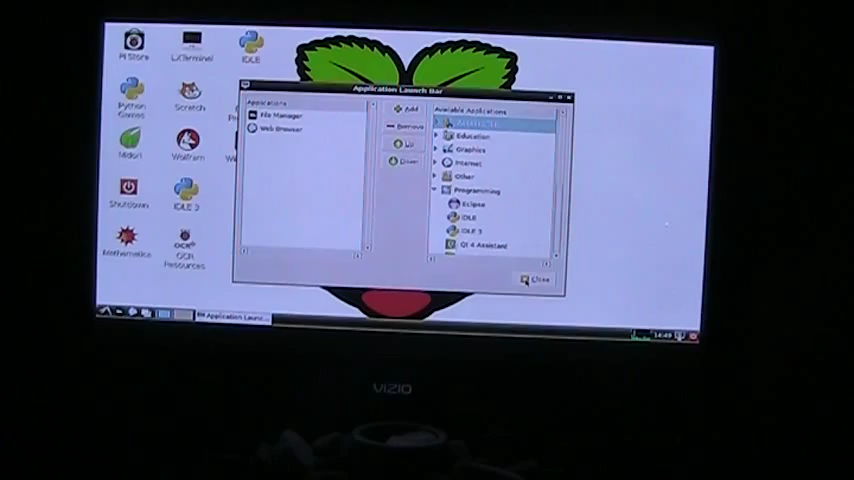 Pi Store
LXTerminal
IDLE
Python
Games
Scratch
Midori
Wolfram
Shutdown
IDLE 3
Mathematica
OCR
OCR
Resources
Application Launch Bar
Applications
File Manager
Web Browser
Add
Remove
Up
Down
Available Applications
Education
Graphics
Internet
Other
Programming
Eclipse
IDLE
IDLE 3
Qt 4 Assistant
Close
Application Launc...
14:49
VIZIO